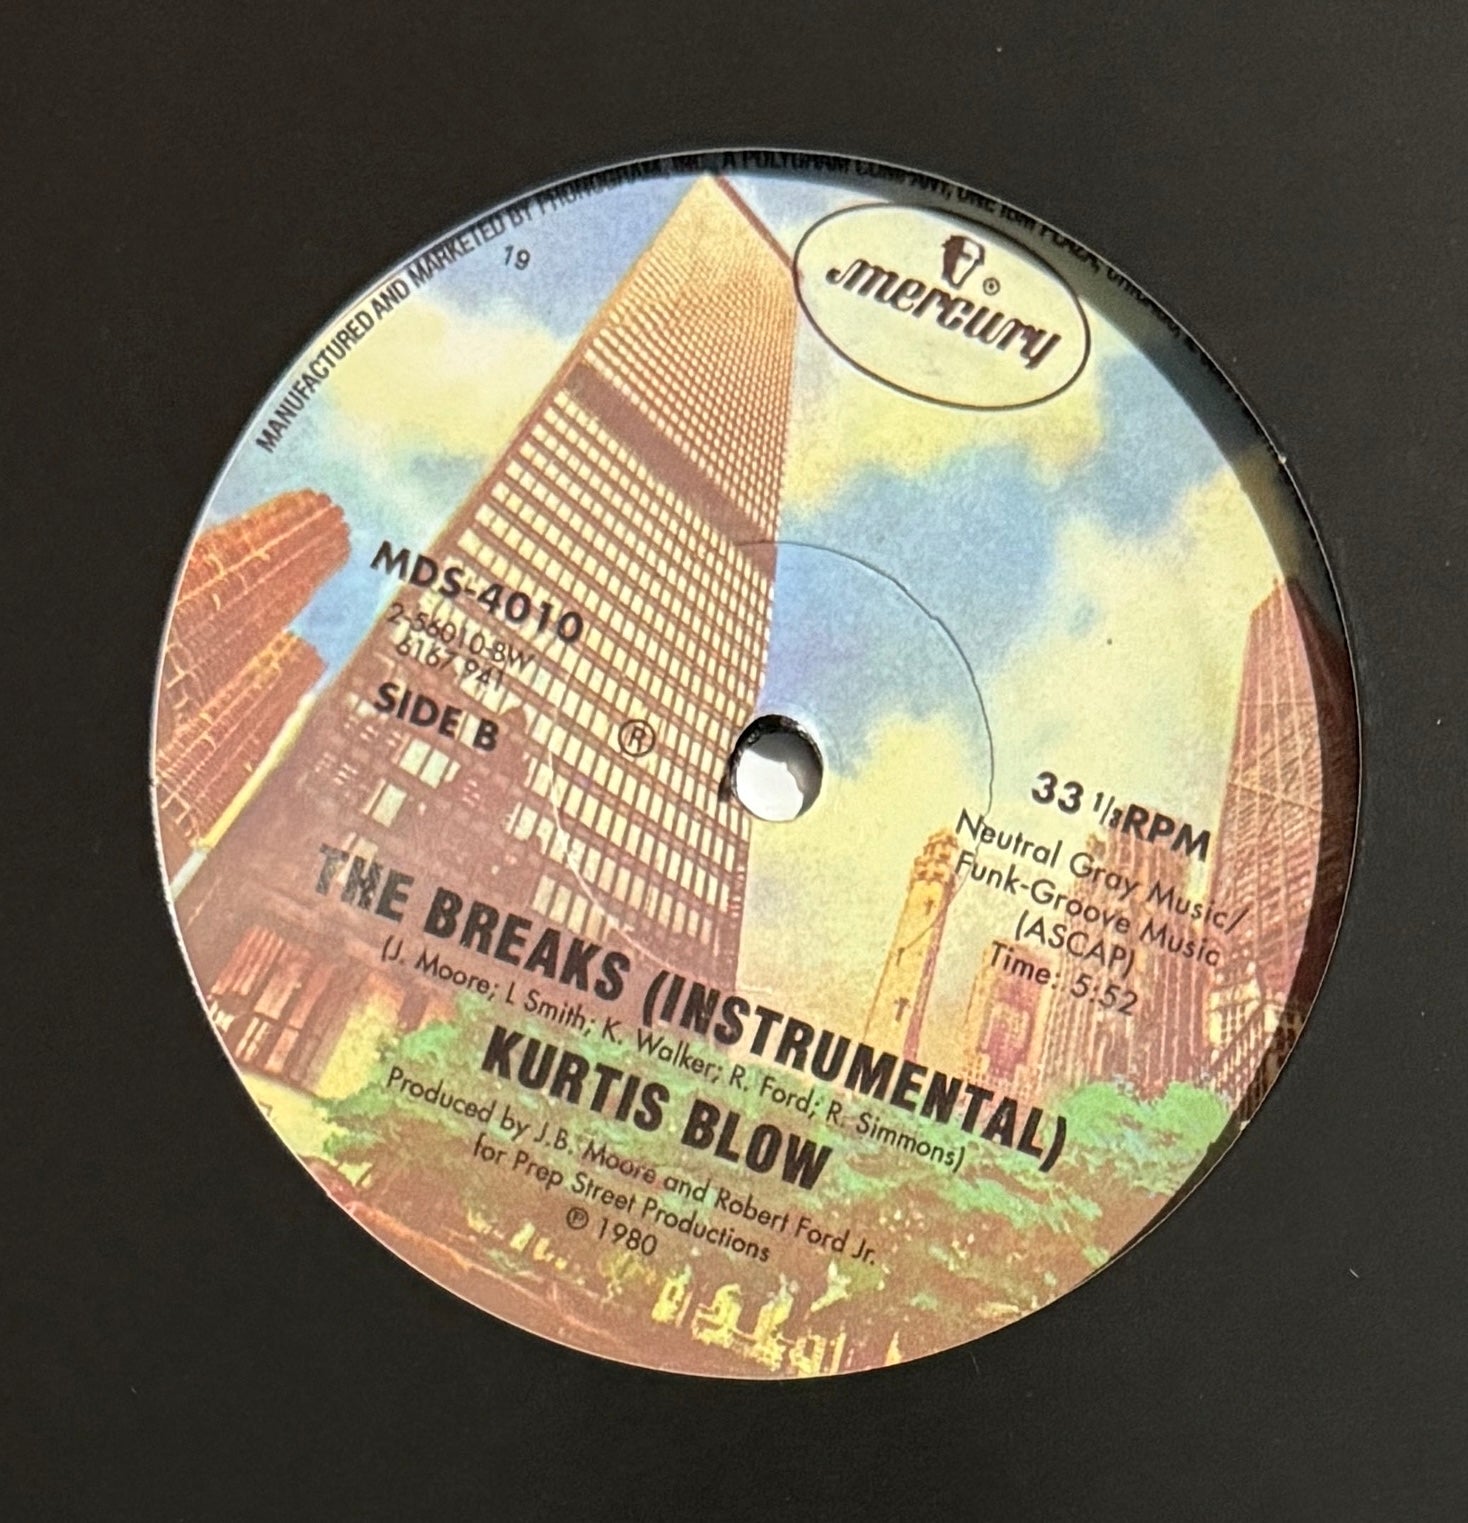 MANUFACTURED AND MARKETED BY PHONOGRAM, INC. A POLYGRAM COMPANY, ONE IBM PLAZA,
19
mercury®
MDS-4010
2-56010-BW
6167 941
SIDE B
Ⓡ
33 1/3 RPM
Neutral Gray Music/
Funk-Groove Music
(ASCAP)
Time: 5:52
THE BREAKS (INSTRUMENTAL)
(J. Moore; L Smith; K. Walker; R. Ford; R. Simmons)
KURTIS BLOW
Produced by J.B. Moore and Robert Ford Jr.
for Prep Street Productions
℗ 1980